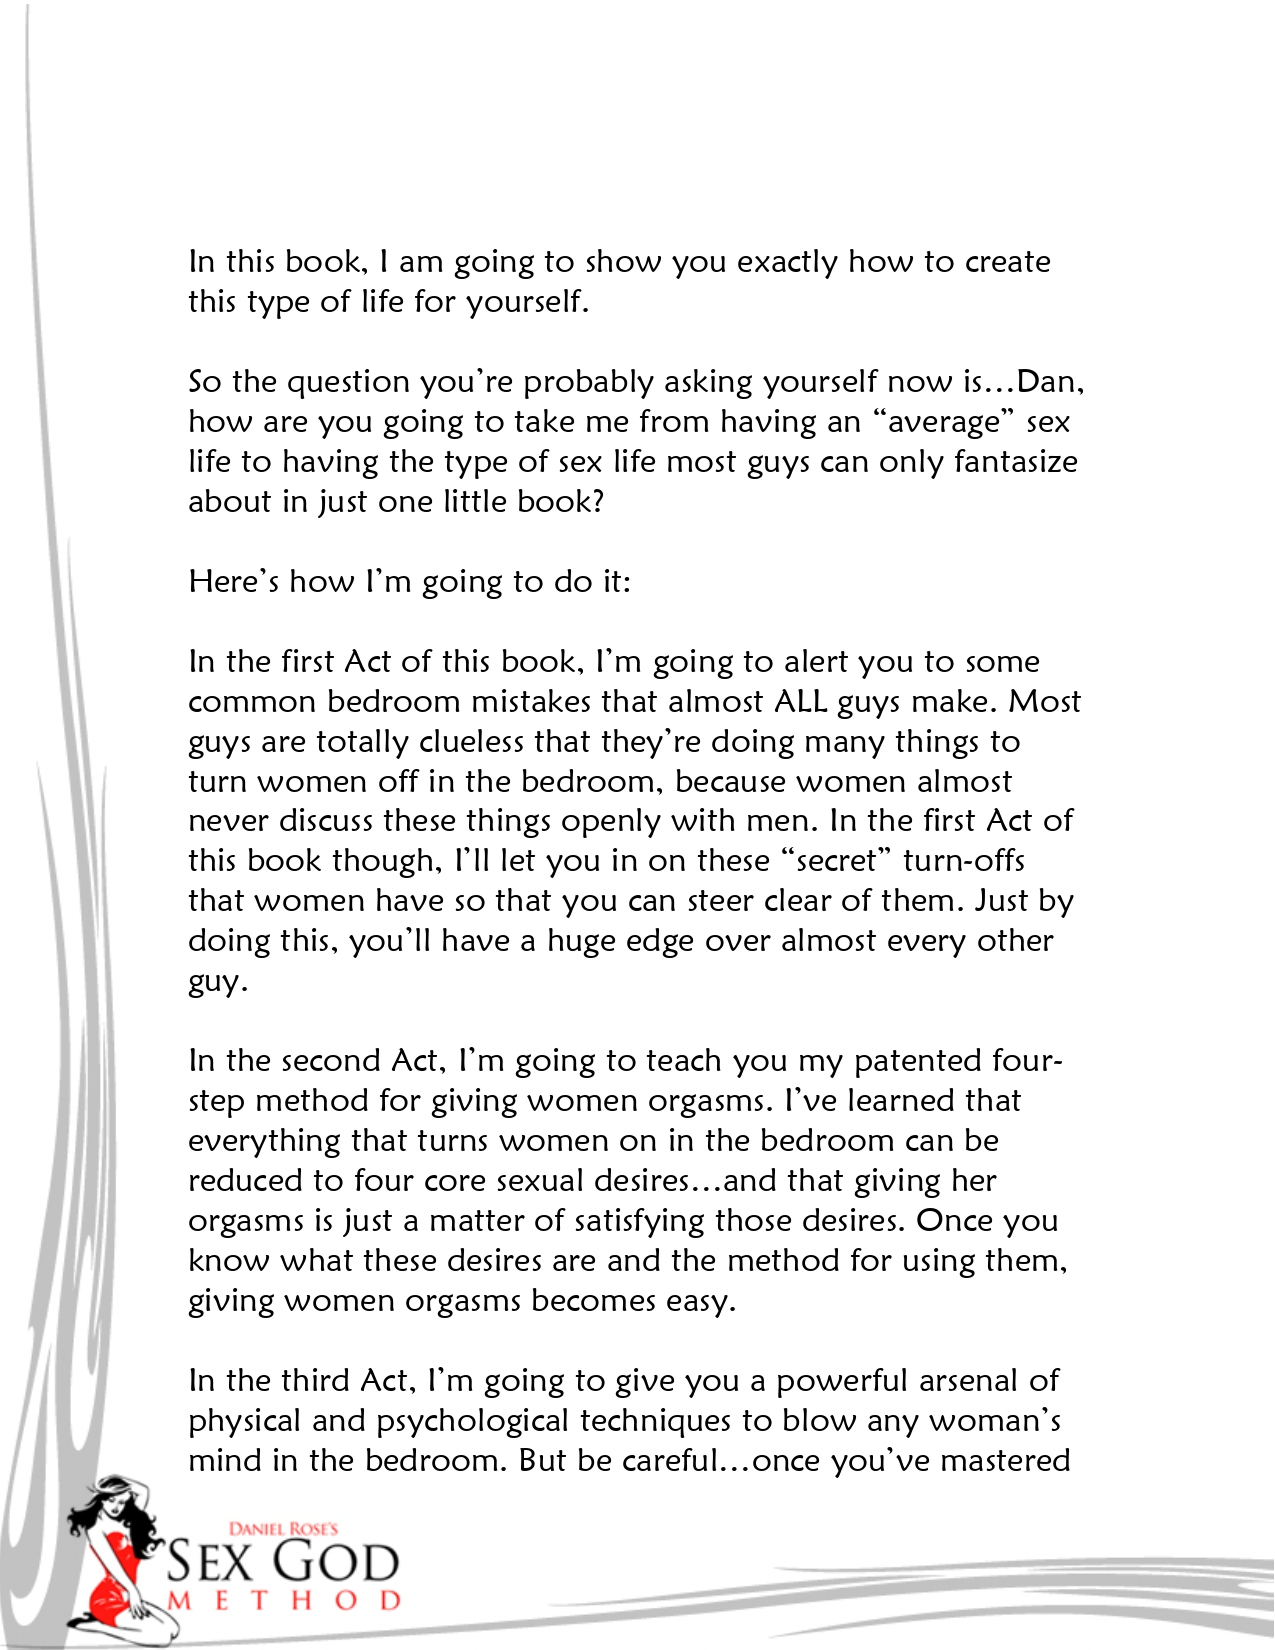 In this book, I am going to show you exactly how to create
this type of life for yourself.
So the question you’re probably asking yourself now is…Dan,
how are you going to take me from having an “average” sex
life to having the type of sex life most guys can only fantasize
about in just one little book?
Here’s how I’m going to do it:
In the first Act of this book, I’m going to alert you to some
common bedroom mistakes that almost ALL guys make. Most
guys are totally clueless that they’re doing many things to
turn women off in the bedroom, because women almost
never discuss these things openly with men. In the first Act of
this book though, I’ll let you in on these “secret” turn-offs
that women have so that you can steer clear of them. Just by
doing this, you’ll have a huge edge over almost every other
guy.
In the second Act, I’m going to teach you my patented four-
step method for giving women orgasms. I’ve learned that
everything that turns women on in the bedroom can be
reduced to four core sexual desires…and that giving her
orgasms is just a matter of satisfying those desires. Once you
know what these desires are and the method for using them,
giving women orgasms becomes easy.
In the third Act, I’m going to give you a powerful arsenal of
physical and psychological techniques to blow any woman’s
mind in the bedroom. But be careful…once you’ve mastered
DANIEL ROSE’S
SEX GOD
METHOD